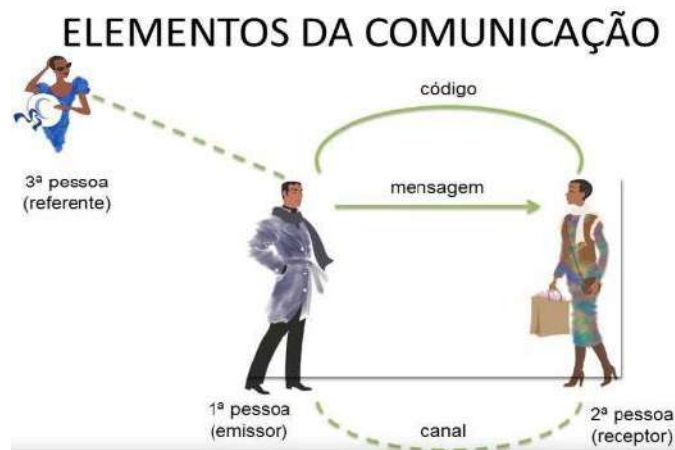 ELEMENTOS DA COMUNICAÇÃO
código
3ª pessoa
(referente)
mensagem
1ª pessoa
(emissor)
canal
2ª pessoa
(receptor)